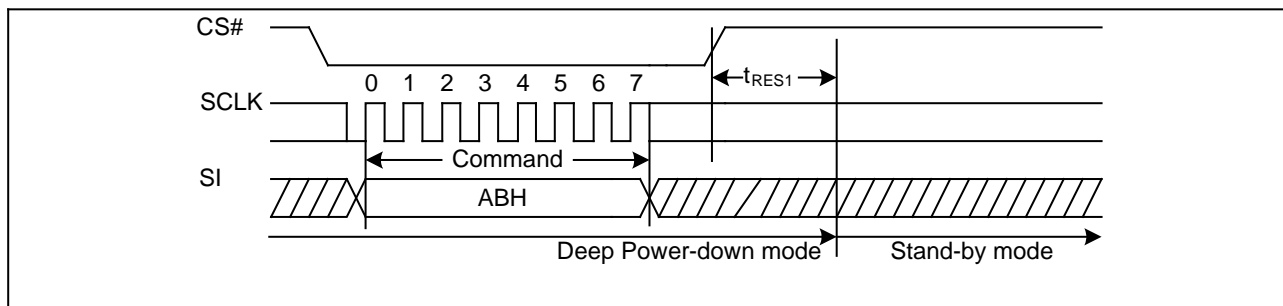 CS#
tRES1
0 1 2 3 4 5 6 7
SCLK
Command
SI
ABH
Deep Power-down mode Stand-by mode